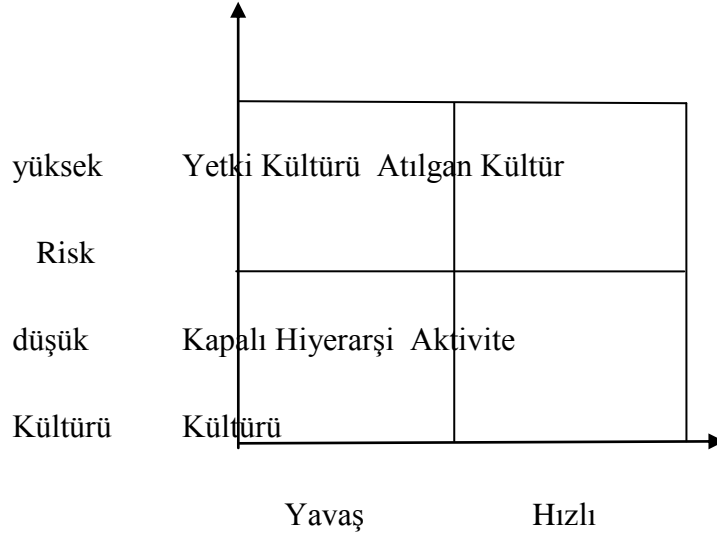 yüksek Yetki Kültürü Atılgan Kültür
Risk
düşük Kapalı Hiyerarşi Aktivite
Kültürü Kültürü
Yavaş Hızlı